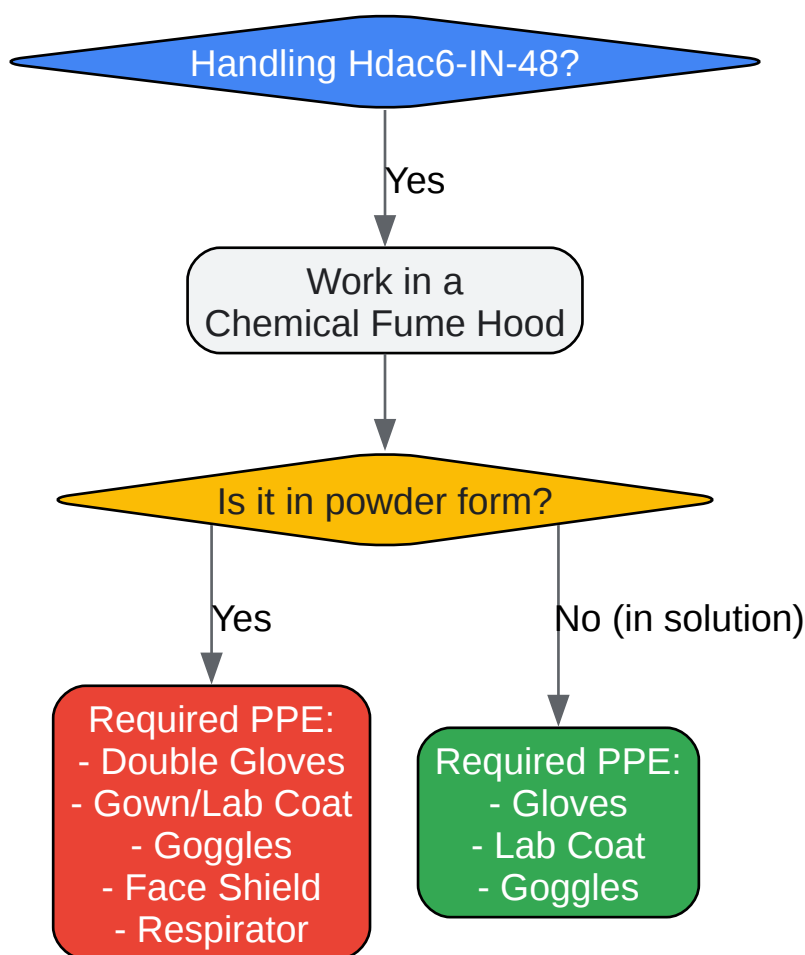 Handling Hdac6-IN-48?
Yes
Work in a
Chemical Fume Hood
Is it in powder form?
Yes
No (in solution)
Required PPE:
- Double Gloves
- Gown/Lab Coat
- Goggles
- Face Shield
- Respirator
Required PPE:
- Gloves
- Lab Coat
- Goggles